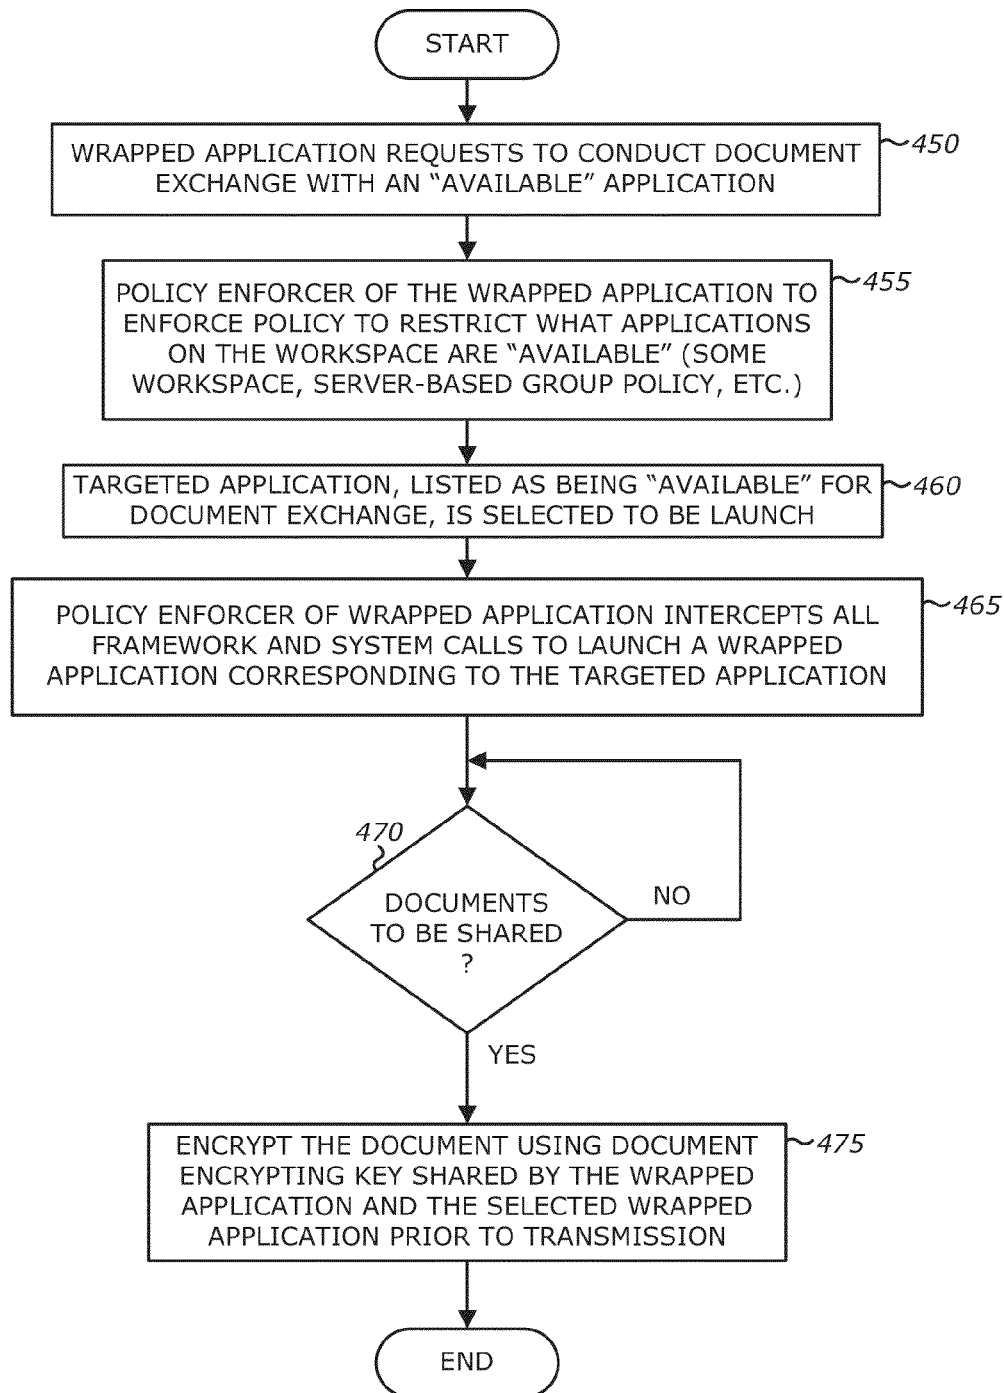 START
WRAPPED APPLICATION REQUESTS TO CONDUCT DOCUMENT
EXCHANGE WITH AN “AVAILABLE” APPLICATION
450
POLICY ENFORCER OF THE WRAPPED APPLICATION TO
ENFORCE POLICY TO RESTRICT WHAT APPLICATIONS
ON THE WORKSPACE ARE “AVAILABLE” (SOME
WORKSPACE, SERVER-BASED GROUP POLICY, ETC.)
455
TARGETED APPLICATION, LISTED AS BEING “AVAILABLE” FOR
DOCUMENT EXCHANGE, IS SELECTED TO BE LAUNCH
460
POLICY ENFORCER OF WRAPPED APPLICATION INTERCEPTS ALL
FRAMEWORK AND SYSTEM CALLS TO LAUNCH A WRAPPED
APPLICATION CORRESPONDING TO THE TARGETED APPLICATION
465
470
DOCUMENTS
TO BE SHARED
?
NO
YES
ENCRYPT THE DOCUMENT USING DOCUMENT
ENCRYPTING KEY SHARED BY THE WRAPPED
APPLICATION AND THE SELECTED WRAPPED
APPLICATION PRIOR TO TRANSMISSION
475
END